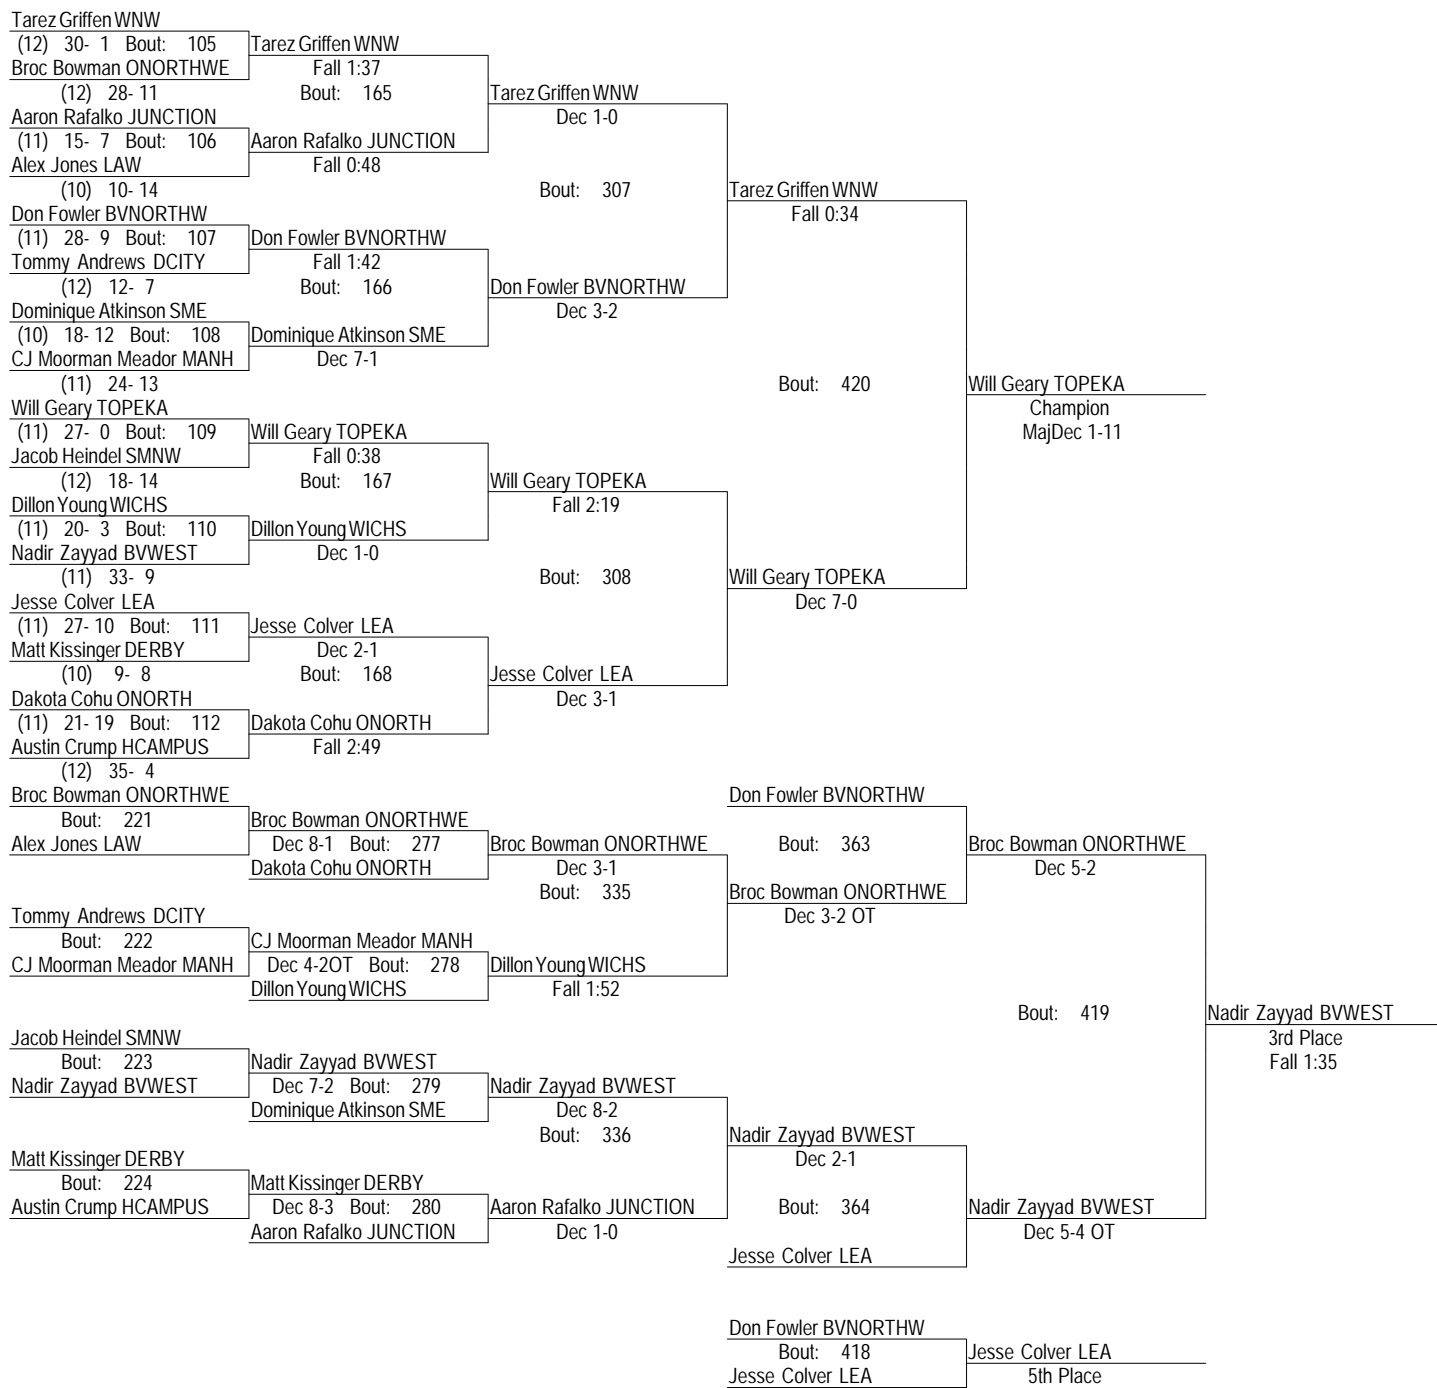 Tarez Griffen WNW
(12) 30- 1 Bout: 105 Tarez Griffen WNW
Broc Bowman ONORTHWE Fall 1:37
(12) 28- 11 Bout: 165 Tarez Griffen WNW
Aaron Rafalko JUNCTION Dec 1-0
(11) 15- 7 Bout: 106 Aaron Rafalko JUNCTION
Alex Jones LAW Fall 0:48
(10) 10- 14 Bout: 307 Tarez Griffen WNW
Don Fowler BVNORTHW Fall 0:34
(11) 28- 9 Bout: 107 Don Fowler BVNORTHW
Tommy Andrews DCITY Fall 1:42
(12) 12- 7 Bout: 166 Don Fowler BVNORTHW
Dominique Atkinson SME Dec 3-2
(10) 18- 12 Bout: 108 Dominique Atkinson SME
CJ Moorman Meador MANH Dec 7-1
(11) 24- 13 Bout: 420 Will Geary TOPEKA
Will Geary TOPEKA Champion
(11) 27- 0 Bout: 109 Will Geary TOPEKA MajDec 1-11
Jacob Heindel SMNW Fall 0:38
(12) 18- 14 Bout: 167 Will Geary TOPEKA
Dillon Young WICHS Fall 2:19
(11) 20- 3 Bout: 110 Dillon Young WICHS
Nadir Zayyad BVWEST Dec 1-0
(11) 33- 9 Bout: 308 Will Geary TOPEKA
Jesse Colver LEA Dec 7-0
(11) 27- 10 Bout: 111 Jesse Colver LEA
Matt Kissinger DERBY Dec 2-1
(10) 9- 8 Bout: 168 Jesse Colver LEA
Dakota Cohu ONORTH Dec 3-1
(11) 21- 19 Bout: 112 Dakota Cohu ONORTH
Austin Crump HCAMPUS Fall 2:49
(12) 35- 4
Broc Bowman ONORTHWE Don Fowler BVNORTHW
Bout: 221 Broc Bowman ONORTHWE
Alex Jones LAW Dec 8-1 Bout: 277 Broc Bowman ONORTHWE Bout: 363 Broc Bowman ONORTHWE
Dakota Cohu ONORTH Dec 3-1 Dec 5-2
Bout: 335 Broc Bowman ONORTHWE
Tommy Andrews DCITY Dec 3-2 OT
Bout: 222 CJ Moorman Meador MANH
CJ Moorman Meador MANH Dec 4-2OT Bout: 278 Dillon Young WICHS
Dillon Young WICHS Fall 1:52
Bout: 419 Nadir Zayyad BVWEST
Jacob Heindel SMNW 3rd Place
Bout: 223 Nadir Zayyad BVWEST Fall 1:35
Nadir Zayyad BVWEST Dec 7-2 Bout: 279 Nadir Zayyad BVWEST
Dominique Atkinson SME Dec 8-2
Bout: 336 Nadir Zayyad BVWEST
Matt Kissinger DERBY Dec 2-1
Bout: 224 Matt Kissinger DERBY
Austin Crump HCAMPUS Dec 8-3 Bout: 280 Aaron Rafalko JUNCTION Bout: 364 Nadir Zayyad BVWEST
Aaron Rafalko JUNCTION Dec 1-0 Dec 5-4 OT
Jesse Colver LEA
Don Fowler BVNORTHW
Bout: 418 Jesse Colver LEA
Jesse Colver LEA 5th Place